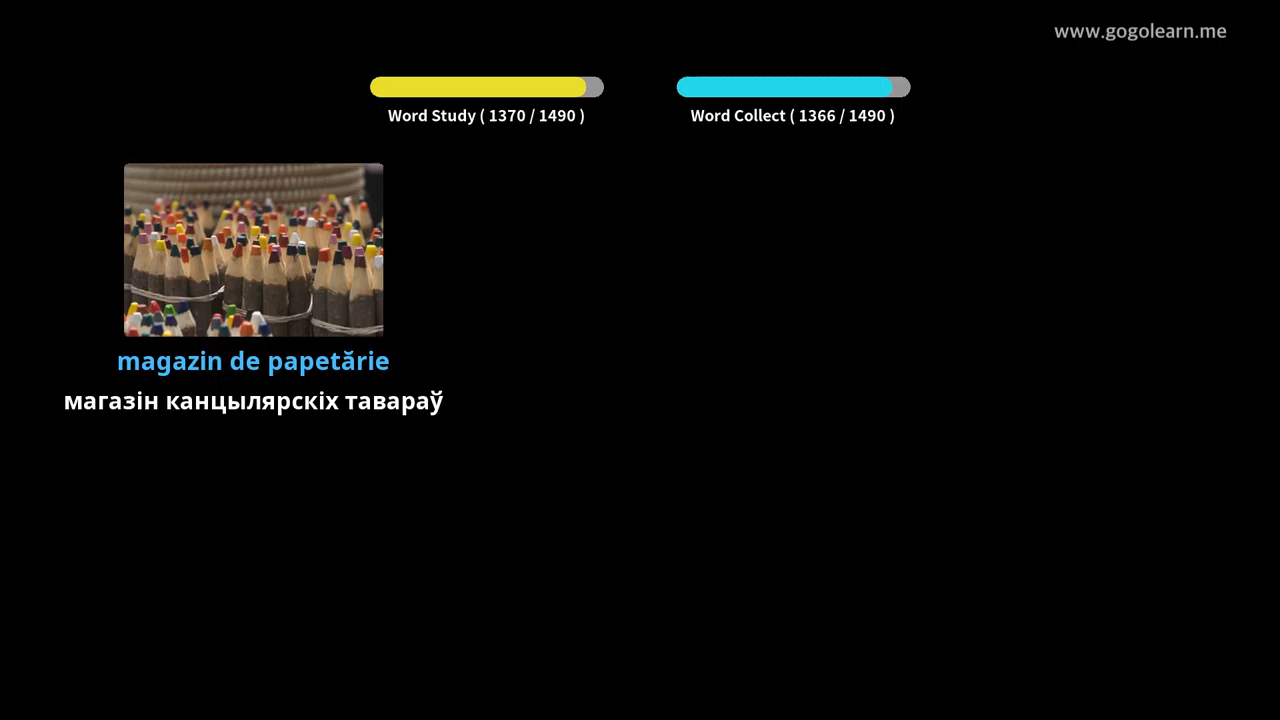 www.gogolearn.me
Word Study ( 1370 / 1490 )
Word Collect ( 1366 / 1490 )
magazin de papetărie
магазін канцылярскіх тавараў